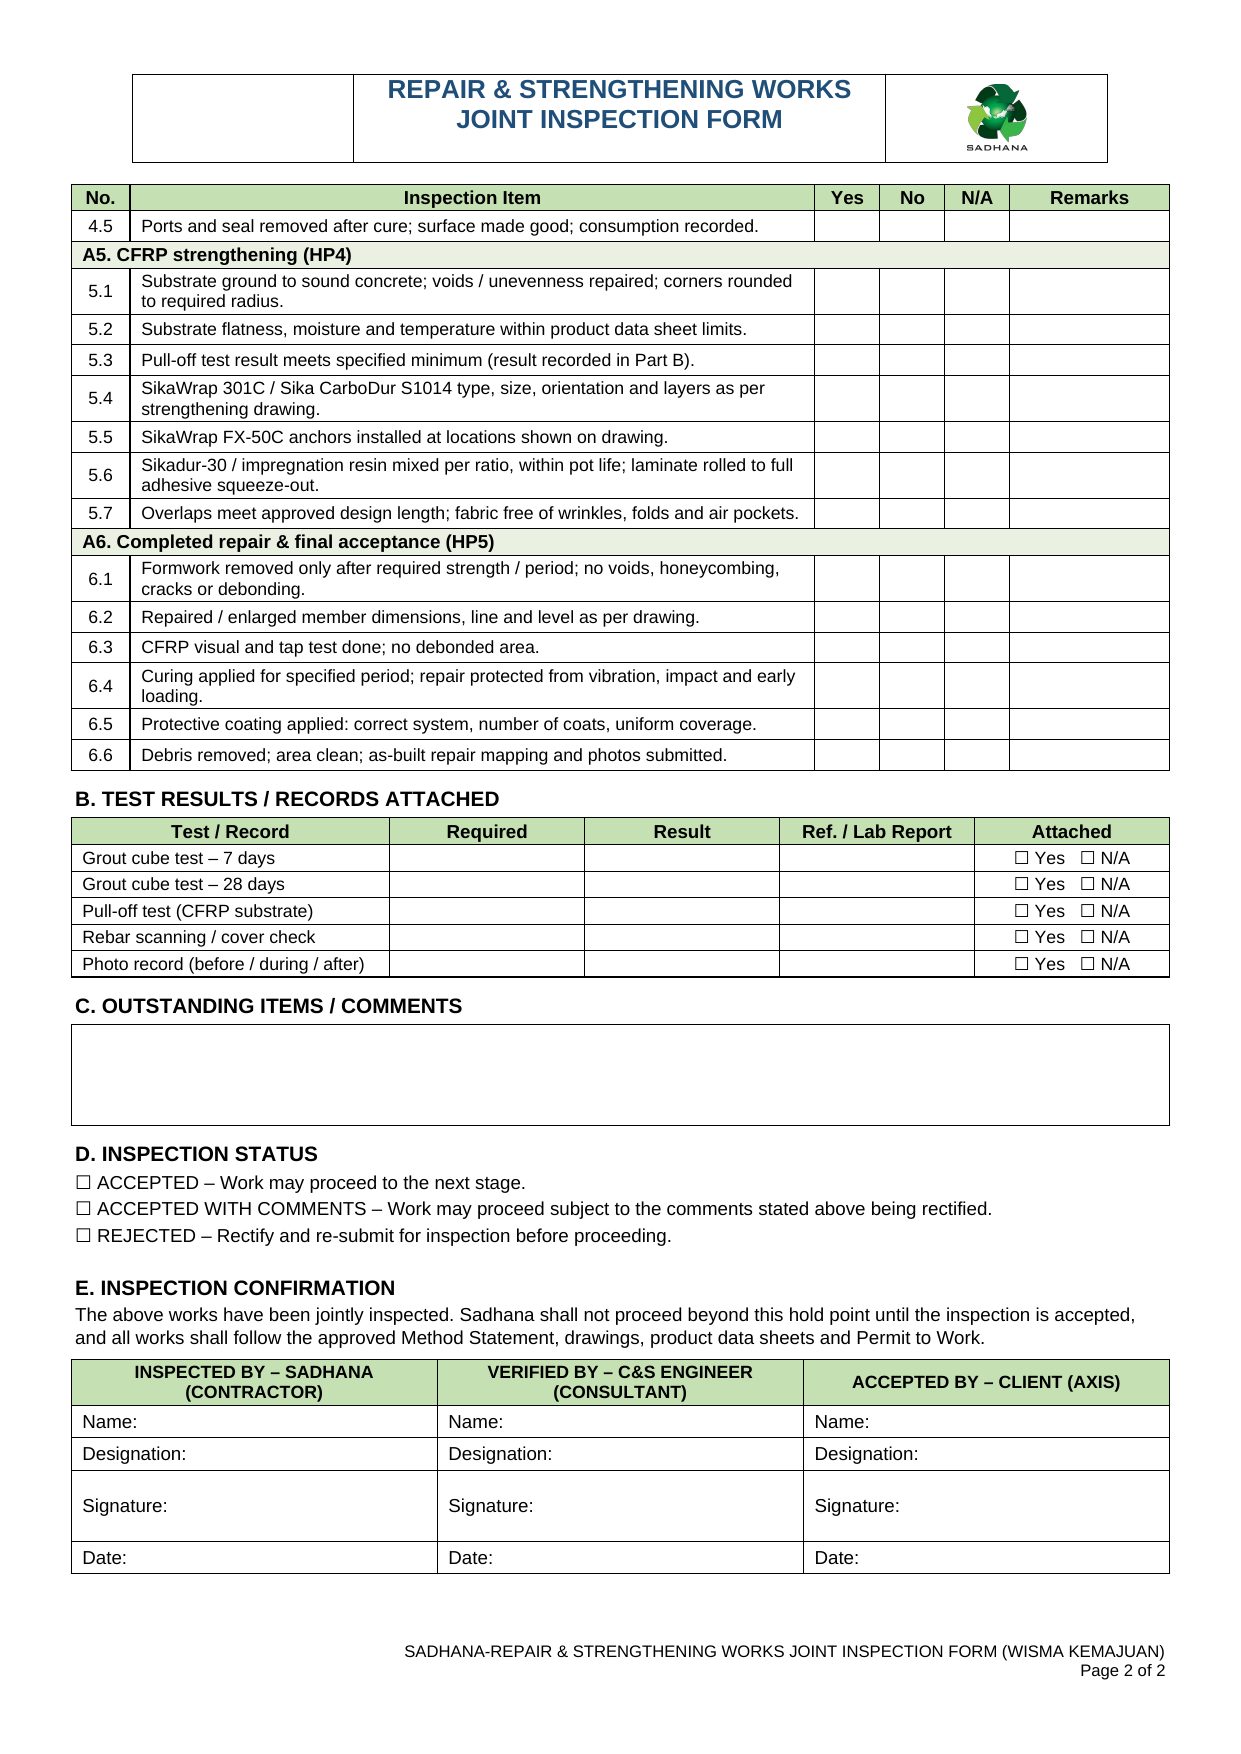 REPAIR & STRENGTHENING WORKS
JOINT INSPECTION FORM
SADHANA
No. Inspection Item Yes No N/A Remarks
4.5 Ports and seal removed after cure; surface made good; consumption recorded.
A5. CFRP strengthening (HP4)
5.1 Substrate ground to sound concrete; voids / unevenness repaired; corners rounded
to required radius.
5.2 Substrate flatness, moisture and temperature within product data sheet limits.
5.3 Pull-off test result meets specified minimum (result recorded in Part B).
5.4 SikaWrap 301C / Sika CarboDur S1014 type, size, orientation and layers as per
strengthening drawing.
5.5 SikaWrap FX-50C anchors installed at locations shown on drawing.
5.6 Sikadur-30 / impregnation resin mixed per ratio, within pot life; laminate rolled to full
adhesive squeeze-out.
5.7 Overlaps meet approved design length; fabric free of wrinkles, folds and air pockets.
A6. Completed repair & final acceptance (HP5)
6.1 Formwork removed only after required strength / period; no voids, honeycombing,
cracks or debonding.
6.2 Repaired / enlarged member dimensions, line and level as per drawing.
6.3 CFRP visual and tap test done; no debonded area.
6.4 Curing applied for specified period; repair protected from vibration, impact and early
loading.
6.5 Protective coating applied: correct system, number of coats, uniform coverage.
6.6 Debris removed; area clean; as-built repair mapping and photos submitted.
B. TEST RESULTS / RECORDS ATTACHED
Test / Record Required Result Ref. / Lab Report Attached
Grout cube test – 7 days ☐ Yes ☐ N/A
Grout cube test – 28 days ☐ Yes ☐ N/A
Pull-off test (CFRP substrate) ☐ Yes ☐ N/A
Rebar scanning / cover check ☐ Yes ☐ N/A
Photo record (before / during / after) ☐ Yes ☐ N/A
C. OUTSTANDING ITEMS / COMMENTS
D. INSPECTION STATUS
☐ ACCEPTED – Work may proceed to the next stage.
☐ ACCEPTED WITH COMMENTS – Work may proceed subject to the comments stated above being rectified.
☐ REJECTED – Rectify and re-submit for inspection before proceeding.
E. INSPECTION CONFIRMATION
The above works have been jointly inspected. Sadhana shall not proceed beyond this hold point until the inspection is accepted,
and all works shall follow the approved Method Statement, drawings, product data sheets and Permit to Work.
INSPECTED BY – SADHANA (CONTRACTOR) VERIFIED BY – C&S ENGINEER (CONSULTANT) ACCEPTED BY – CLIENT (AXIS)
Name: Name: Name:
Designation: Designation: Designation:
Signature: Signature: Signature:
Date: Date: Date:
SADHANA-REPAIR & STRENGTHENING WORKS JOINT INSPECTION FORM (WISMA KEMAJUAN)
Page 2 of 2